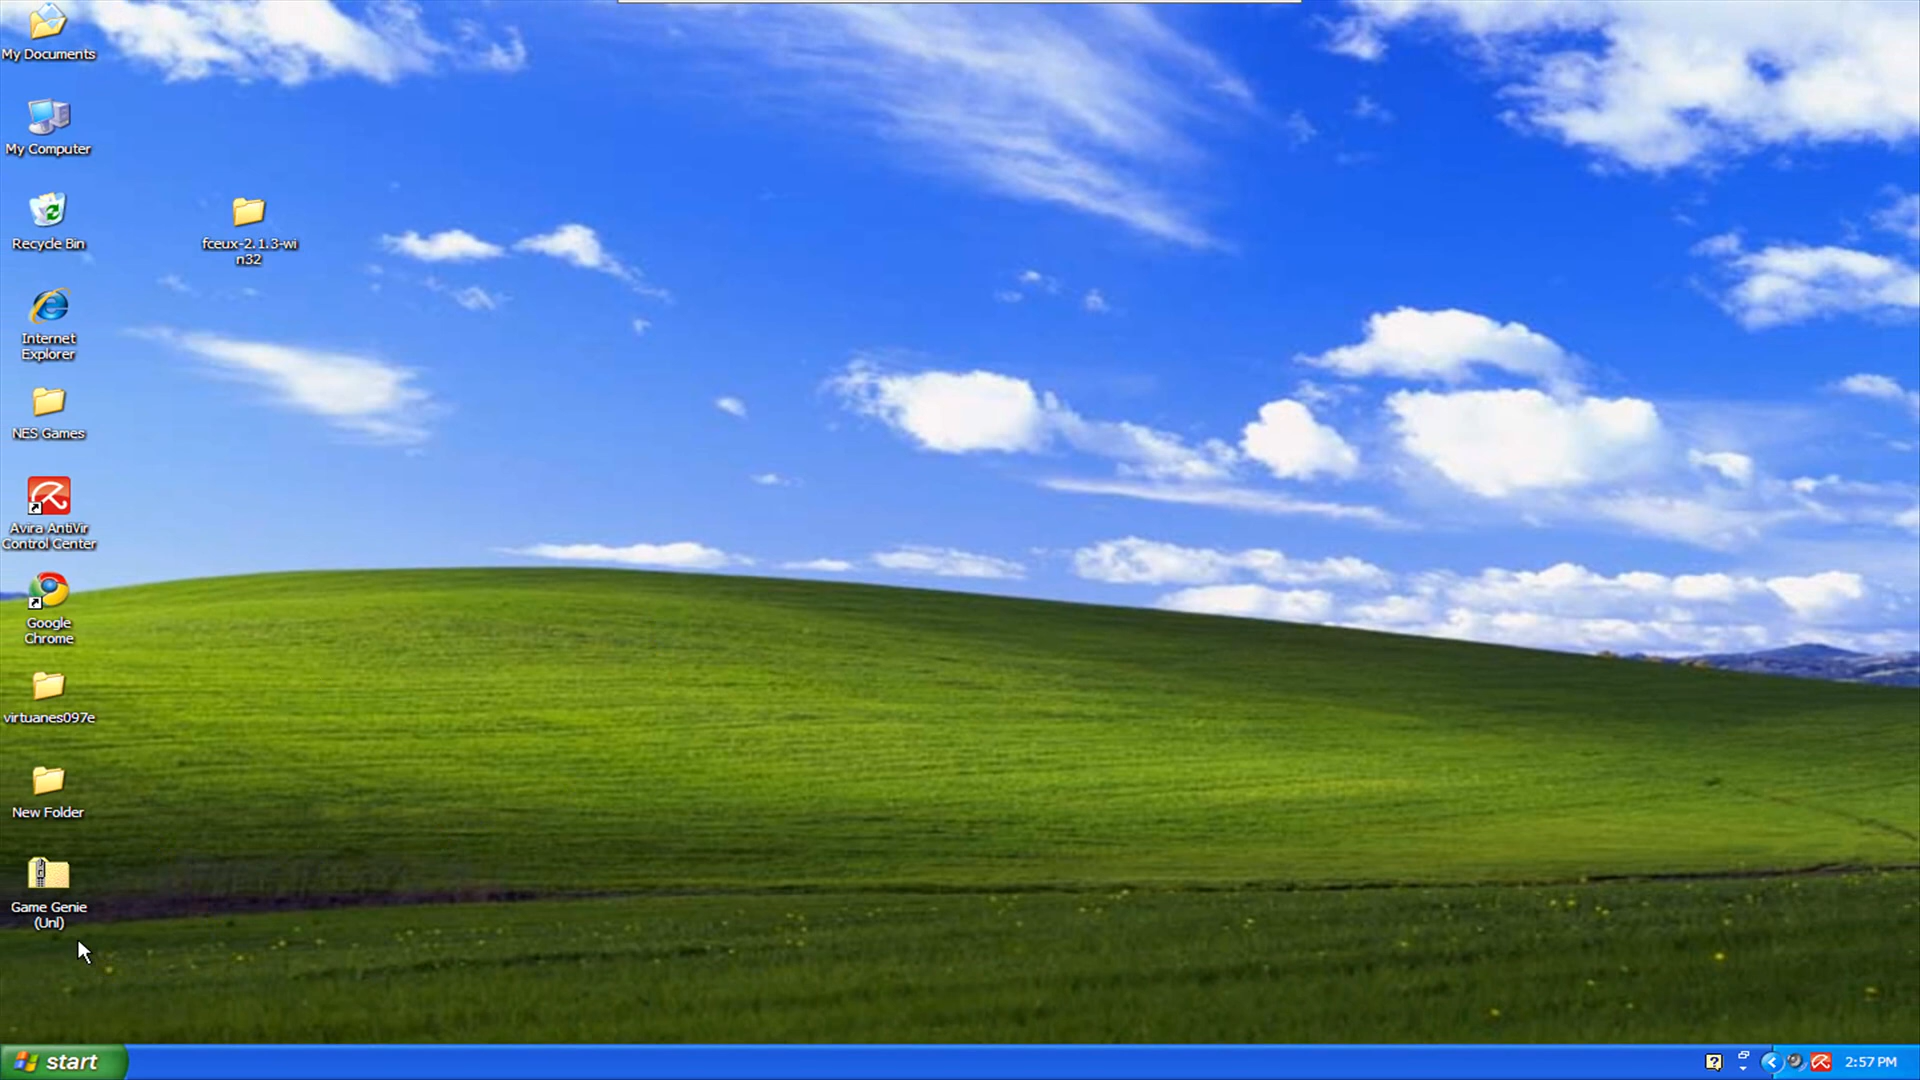 My Documents
My Computer
Recycle Bin
fceux-2.1.3-wi
n32
Internet
Explorer
NES Games
Avira AntiVir
Control Center
Google
Chrome
virtuanes097e
New Folder
Game Genie
(Unl)
start
2:57 PM